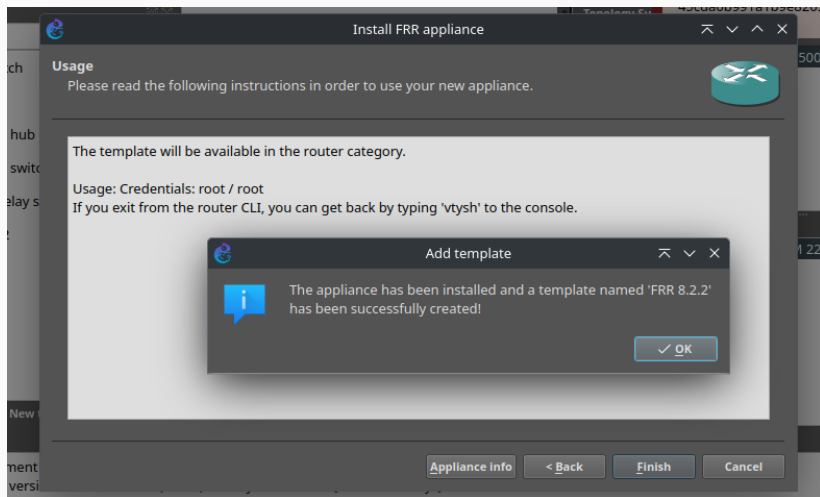 Install FRR appliance
Usage
Please read the following instructions in order to use your new appliance.
The template will be available in the router category.
Usage: Credentials: root / root
If you exit from the router CLI, you can get back by typing 'vtysh' to the console.
Add template
The appliance has been installed and a template named 'FRR 8.2.2'
has been successfully created!
OK
Appliance info
< Back
Finish
Cancel
hub
New